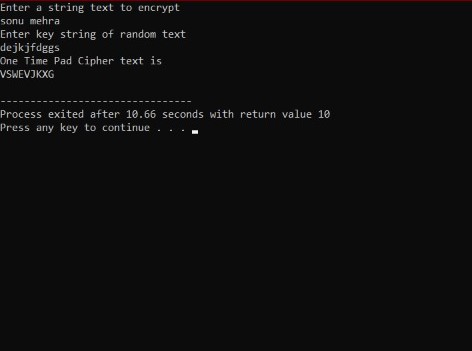 Enter a string text to encrypt
sonu mehra
Enter key string of random text
dejkjfdggs
One Time Pad Cipher text is
VSWEVJKXG
--------------------------------
Process exited after 10.66 seconds with return value 10
Press any key to continue . . .